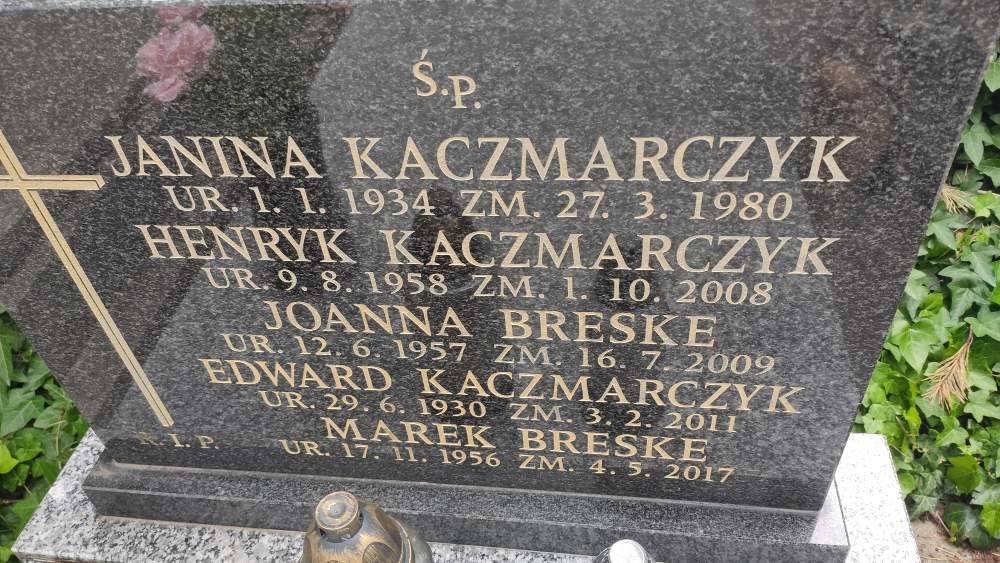 Ś.P.
JANINA KACZMARCZYK
UR. 1. 1. 1934 ZM. 27. 3. 1980
HENRYK KACZMARCZYK
UR. 9. 8. 1958 ZM. 1. 10. 2008
JOANNA BRESKE
UR. 12. 6. 1957 ZM. 16. 7. 2009
EDWARD KACZMARCZYK
UR. 29. 6. 1930 ZM. 3. 2. 2011
MAREK BRESKE
R. I. P. UR. 17. 11. 1956 ZM. 4. 5. 2017